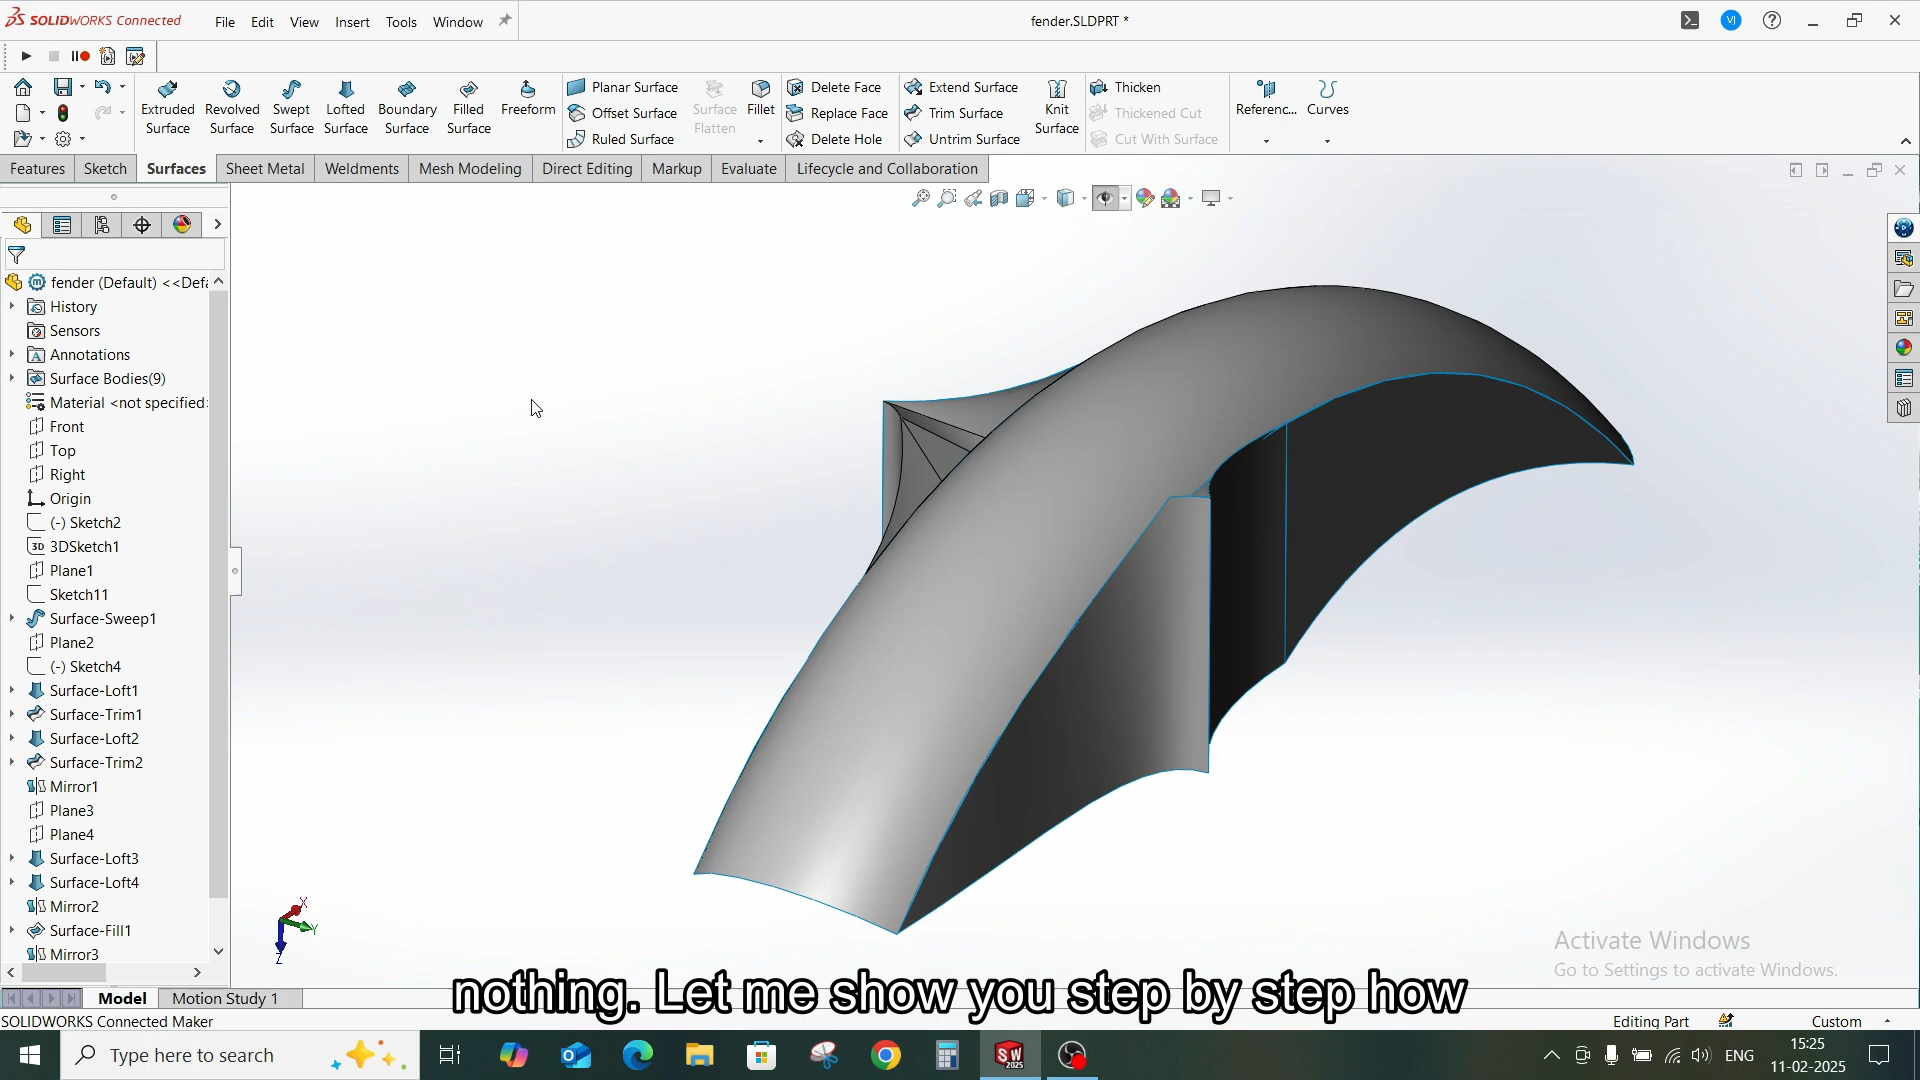 SOLIDWORKS Connected
File Edit View Insert Tools Window
fender.SLDPRT *
VJ
Extruded Surface
Revolved Surface
Swept Surface
Lofted Surface
Boundary Surface
Filled Surface
Freeform
Planar Surface
Offset Surface
Ruled Surface
Surface Flatten
Fillet
Delete Face
Replace Face
Delete Hole
Extend Surface
Trim Surface
Untrim Surface
Knit Surface
Thicken
Thickened Cut
Cut With Surface
Referenc...
Curves
Features Sketch Surfaces Sheet Metal Weldments Mesh Modeling Direct Editing Markup Evaluate Lifecycle and Collaboration
fender (Default) <<Defa
History
Sensors
Annotations
Surface Bodies(9)
Material <not specified>
Front
Top
Right
Origin
(-) Sketch2
3DSketch1
Plane1
Sketch11
Surface-Sweep1
Plane2
(-) Sketch4
Surface-Loft1
Surface-Trim1
Surface-Loft2
Surface-Trim2
Mirror1
Plane3
Plane4
Surface-Loft3
Surface-Loft4
Mirror2
Surface-Fill1
Mirror3
X
Y
Z
Activate Windows
Go to Settings to activate Windows.
nothing. Let me show you step by step how
Model Motion Study 1
SOLIDWORKS Connected Maker
Editing Part
Custom
Type here to search
SW
2025
ENG
15:25
11-02-2025